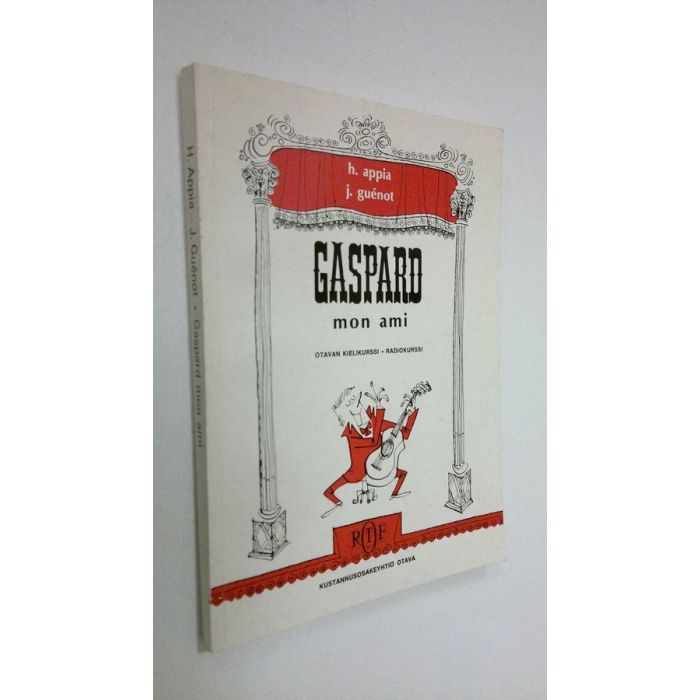 H. Appia J. Guénot • Gaspard mon ami
h. appia
j. guénot
GASPARD
mon ami
OTAVAN KIELIKURSSI • RADIOKURSSI
RTF
KUSTANNUSOSAKEYHTIÖ OTAVA